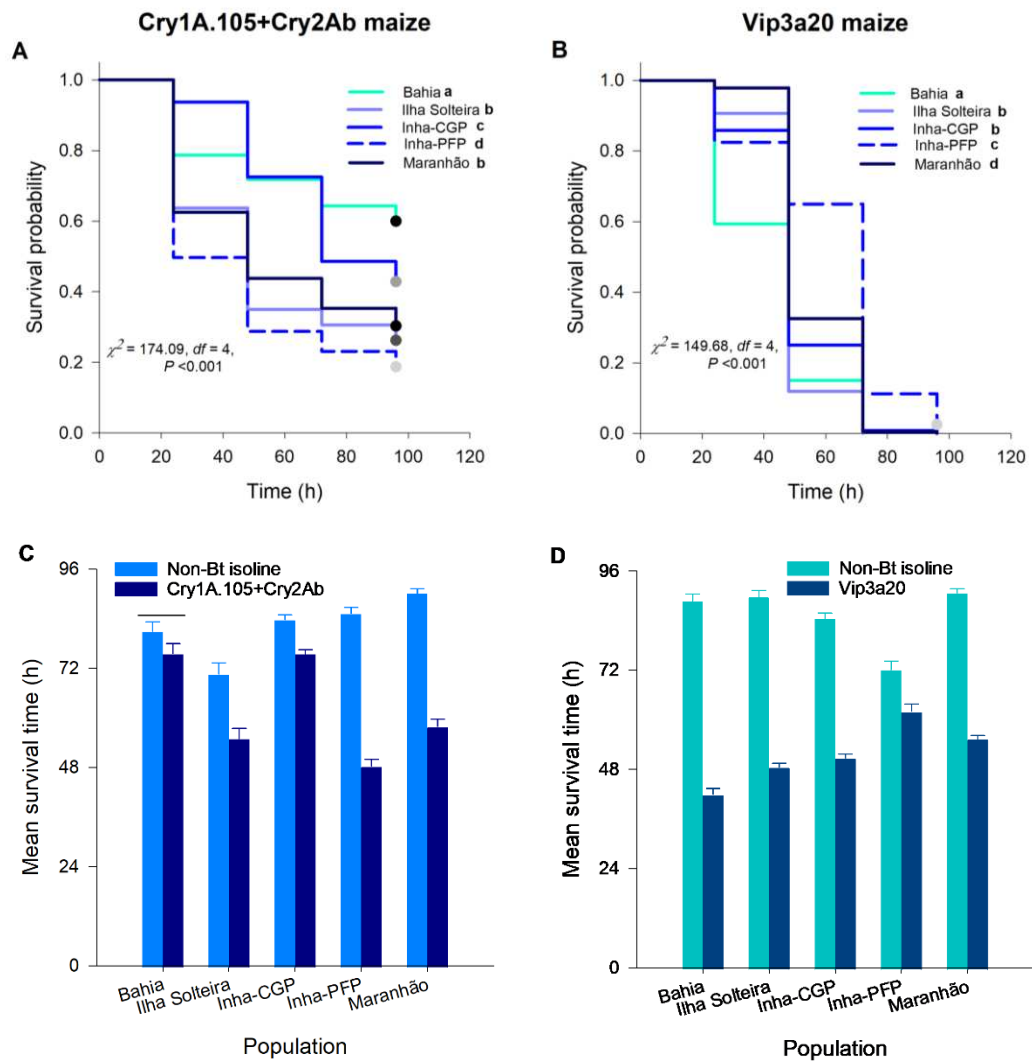 Cry1A.105+Cry2Ab maize
A
1.0
0.8
0.6
0.4
0.2
0.0
Survival probability
Bahia a
Ilha Solteira b
Inha-CGP c
Inha-PFP d
Maranhão b
χ² = 174.09, df = 4,
P <0.001
0 20 40 60 80 100 120
Time (h)
Vip3a20 maize
B
1.0
0.8
0.6
0.4
0.2
0.0
Survival probability
Bahia a
Ilha Solteira b
Inha-CGP b
Inha-PFP c
Maranhão d
χ² = 149.68, df = 4,
P <0.001
0 20 40 60 80 100 120
Time (h)
C
Non-Bt isoline
Cry1A.105+Cry2Ab
96
72
48
24
0
Mean survival time (h)
Bahia
Ilha Solteira
Inha-CGP
Inha-PFP
Maranhão
Population
D
Non-Bt isoline
Vip3a20
96
72
48
24
0
Mean survival time (h)
Bahia
Ilha Solteira
Inha-CGP
Inha-PFP
Maranhão
Population